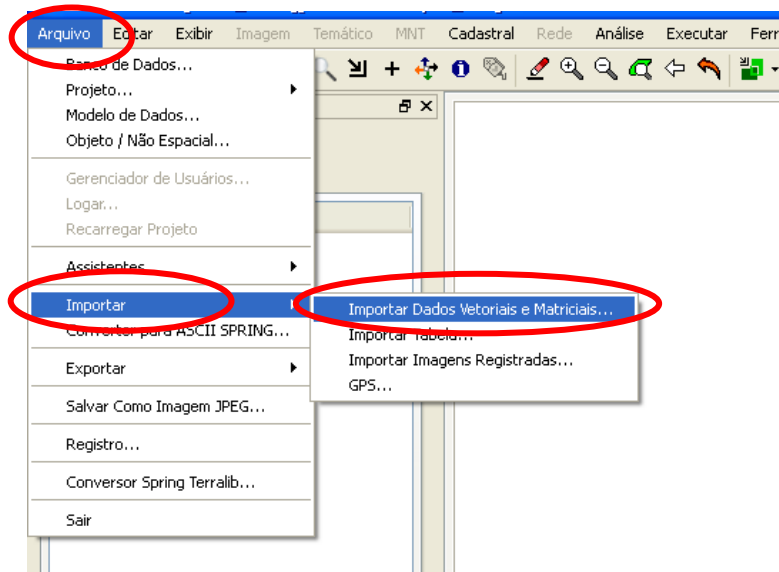 Arquivo Editar Exibir Imagem Temático MNT Cadastral Rede Análise Executar Ferr
Banco de Dados...
Projeto...
Modelo de Dados...
Objeto / Não Espacial...
Gerenciador de Usuários...
Logar...
Recarregar Projeto
Assistentes
Importar
Importar Dados Vetoriais e Matriciais...
Converter para ASCII SPRING...
Importar Tabela...
Importar Imagens Registradas...
Exportar
GPS...
Salvar Como Imagem JPEG...
Registro...
Conversor Spring Terralib...
Sair